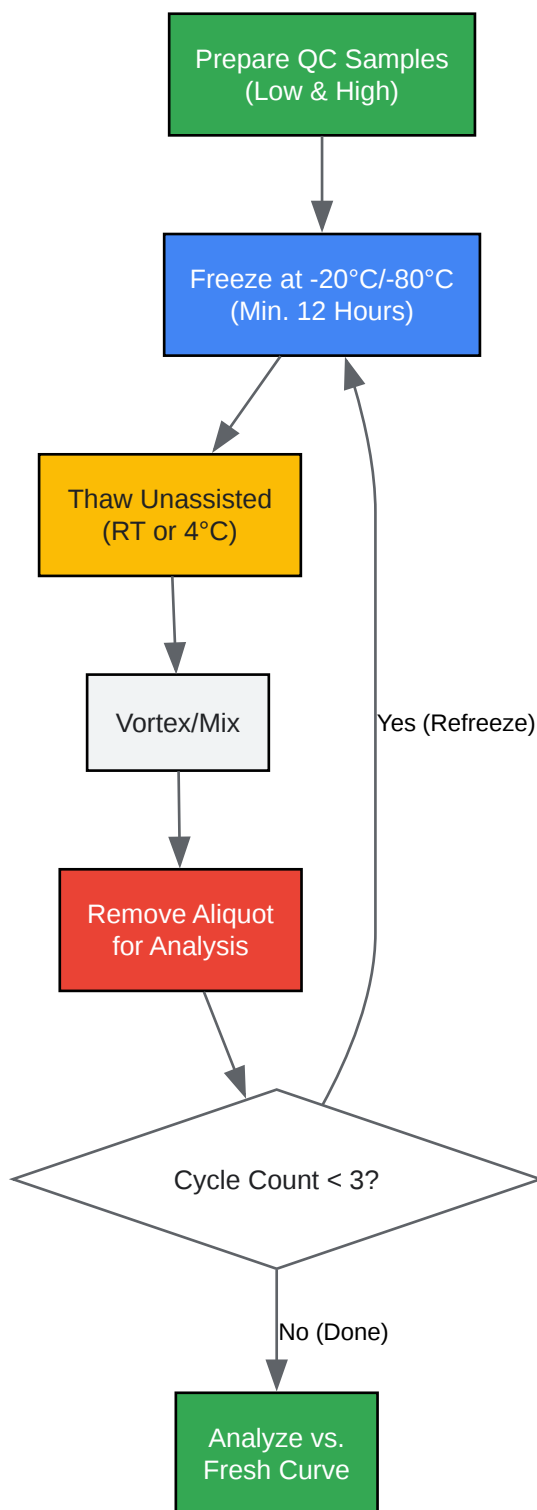 Prepare QC Samples
(Low & High)
Freeze at -20°C/-80°C
(Min. 12 Hours)
Thaw Unassisted
(RT or 4°C)
Vortex/Mix
Yes (Refreeze)
Remove Aliquot
for Analysis
Cycle Count < 3?
No (Done)
Analyze vs.
Fresh Curve